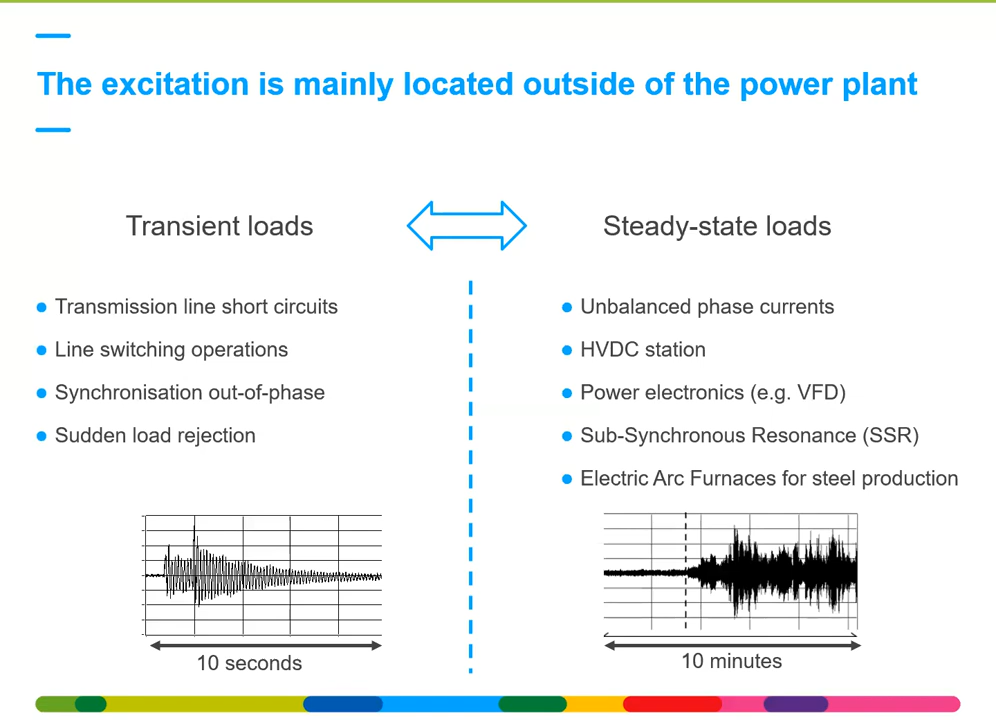 The excitation is mainly located outside of the power plant
Transient loads
Transmission line short circuits
Line switching operations
Synchronisation out-of-phase
Sudden load rejection
10 seconds
Steady-state loads
Unbalanced phase currents
HVDC station
Power electronics (e.g. VFD)
Sub-Synchronous Resonance (SSR)
Electric Arc Furnaces for steel production
10 minutes